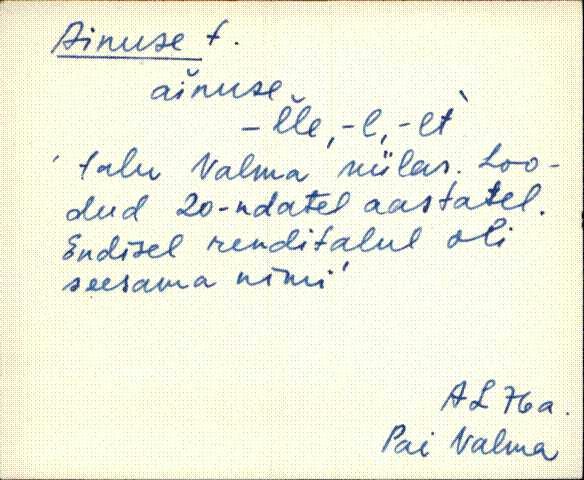 Ainuse t.
aĭnuse
- l̆le, -l, -lt̀
'talu Valma külas. Loo-
dud 20-ndatel aastatel.
Endisel renditalul oli
seesama nimi'
AL 76a.
Pai Valma